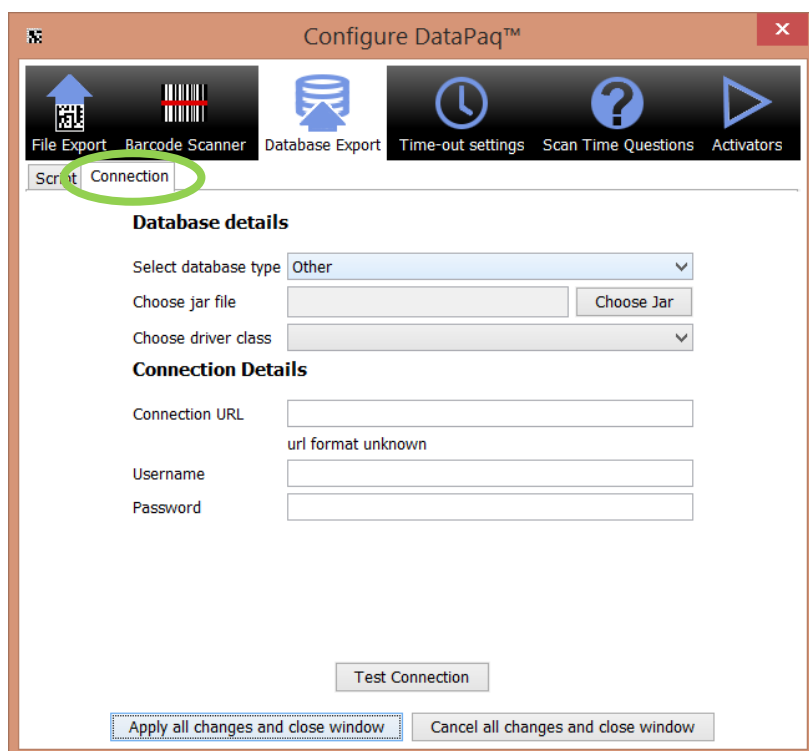 Configure DataPaq™
File Export Barcode Scanner Database Export Time-out settings Scan Time Questions Activators
Script Connection
Database details
Select database type Other
Choose jar file Choose Jar
Choose driver class
Connection Details
Connection URL
url format unknown
Username
Password
Test Connection
Apply all changes and close window Cancel all changes and close window